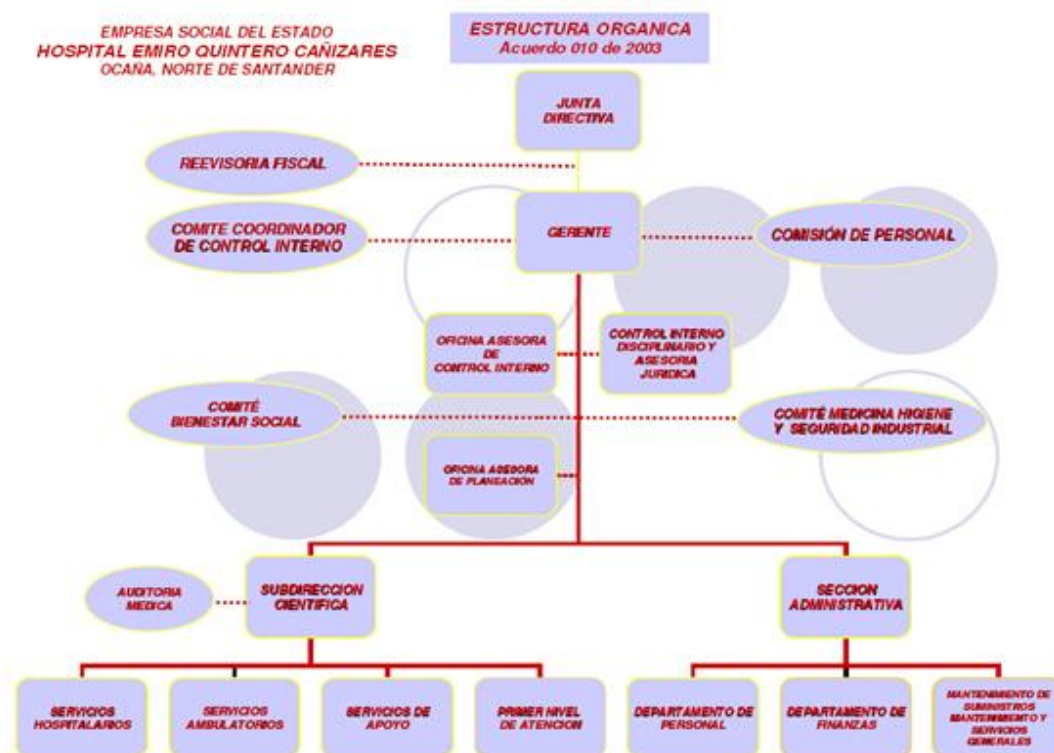 EMPRESA SOCIAL DEL ESTADO
HOSPITAL EMIRO QUINTERO CAÑIZARES
OCAÑA, NORTE DE SANTANDER
ESTRUCTURA ORGANICA
Acuerdo 010 de 2003
JUNTA
DIRECTIVA
REEVISORIA FISCAL
COMITE COORDINADOR
DE CONTROL INTERNO
GERENTE
COMISIÓN DE PERSONAL
OFICINA ASESORA
DE
CONTROL INTERNO
CONTROL INTERNO
DISCIPLINARIO Y
ASESORIA
JURIDICA
COMITÉ
BIENESTAR SOCIAL
COMITÉ MEDICINA HIGIENE
Y SEGURIDAD INDUSTRIAL
OFICINA ASESORA
DE PLANEACIÓN
AUDITORIA
MEDICA
SUBDIRECCION
CIENTIFICA
SECCION
ADMINISTRATIVA
SERVICIOS
HOSPITALARIOS
SERVICIOS
AMBULATORIOS
SERVICIOS DE
APOYO
PRIMER NIVEL
DE ATENCION
DEPARTAMENTO DE
PERSONAL
DEPARTAMENTO DE
FINANZAS
MANTENIMIENTO DE
SUMINISTROS
MANTENIMIENTO Y
SERVICIOS
GENERALES